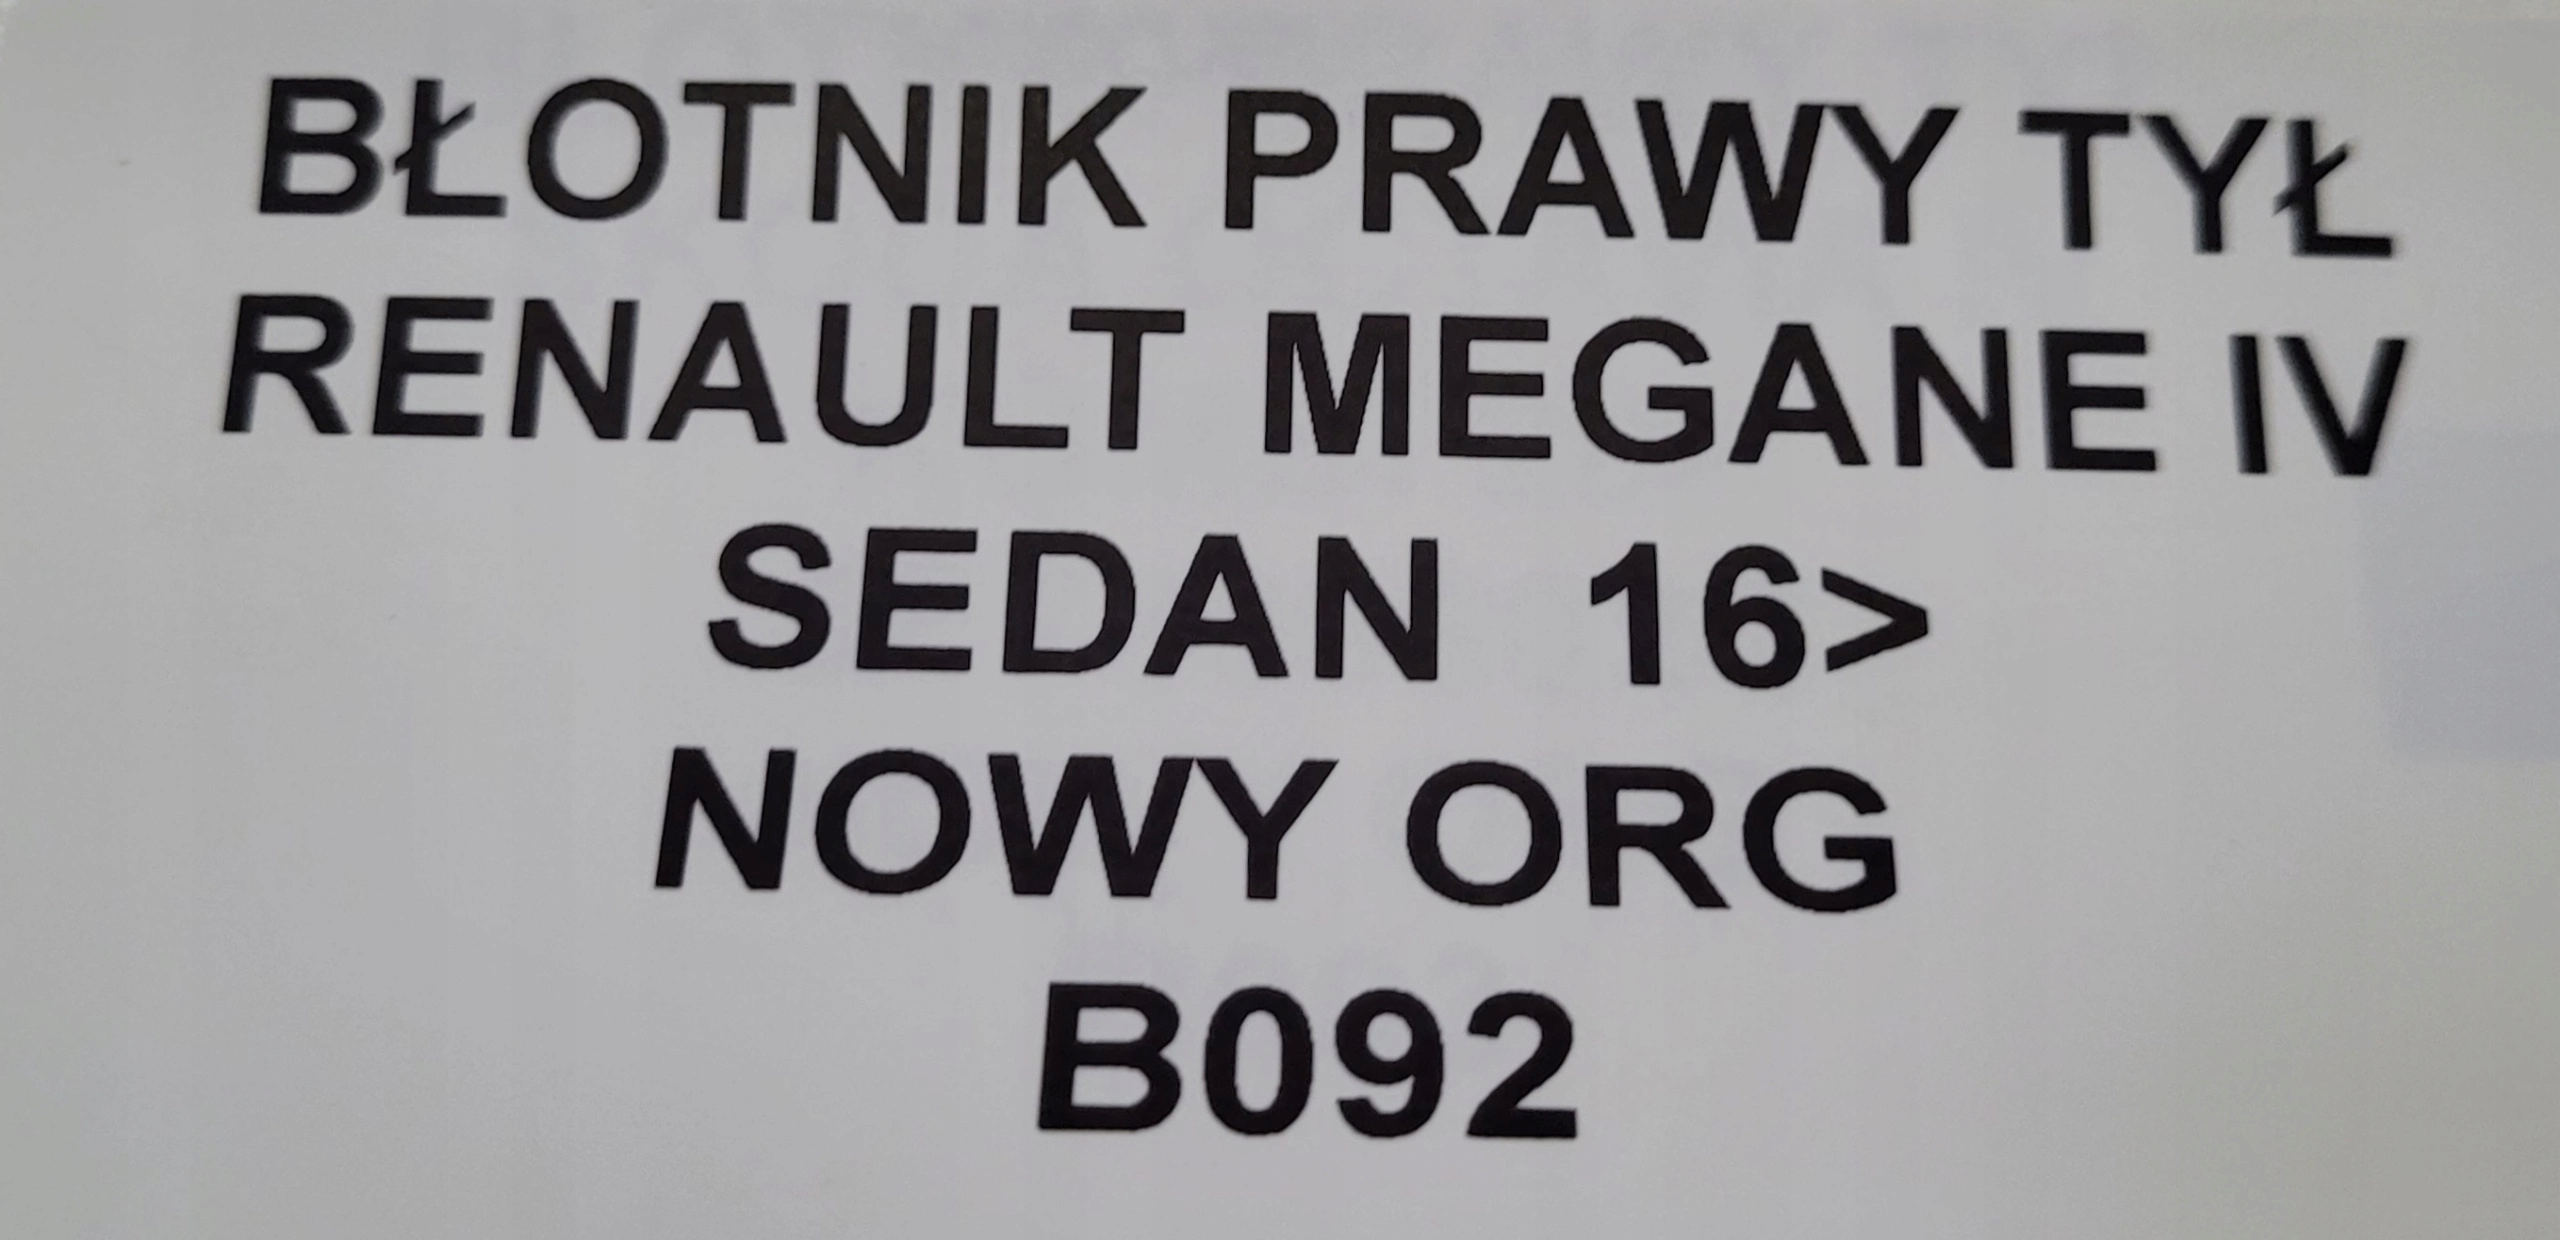 BŁOTNIK PRAWY TYŁ
RENAULT MEGANE IV
SEDAN 16>
NOWY ORG
B092